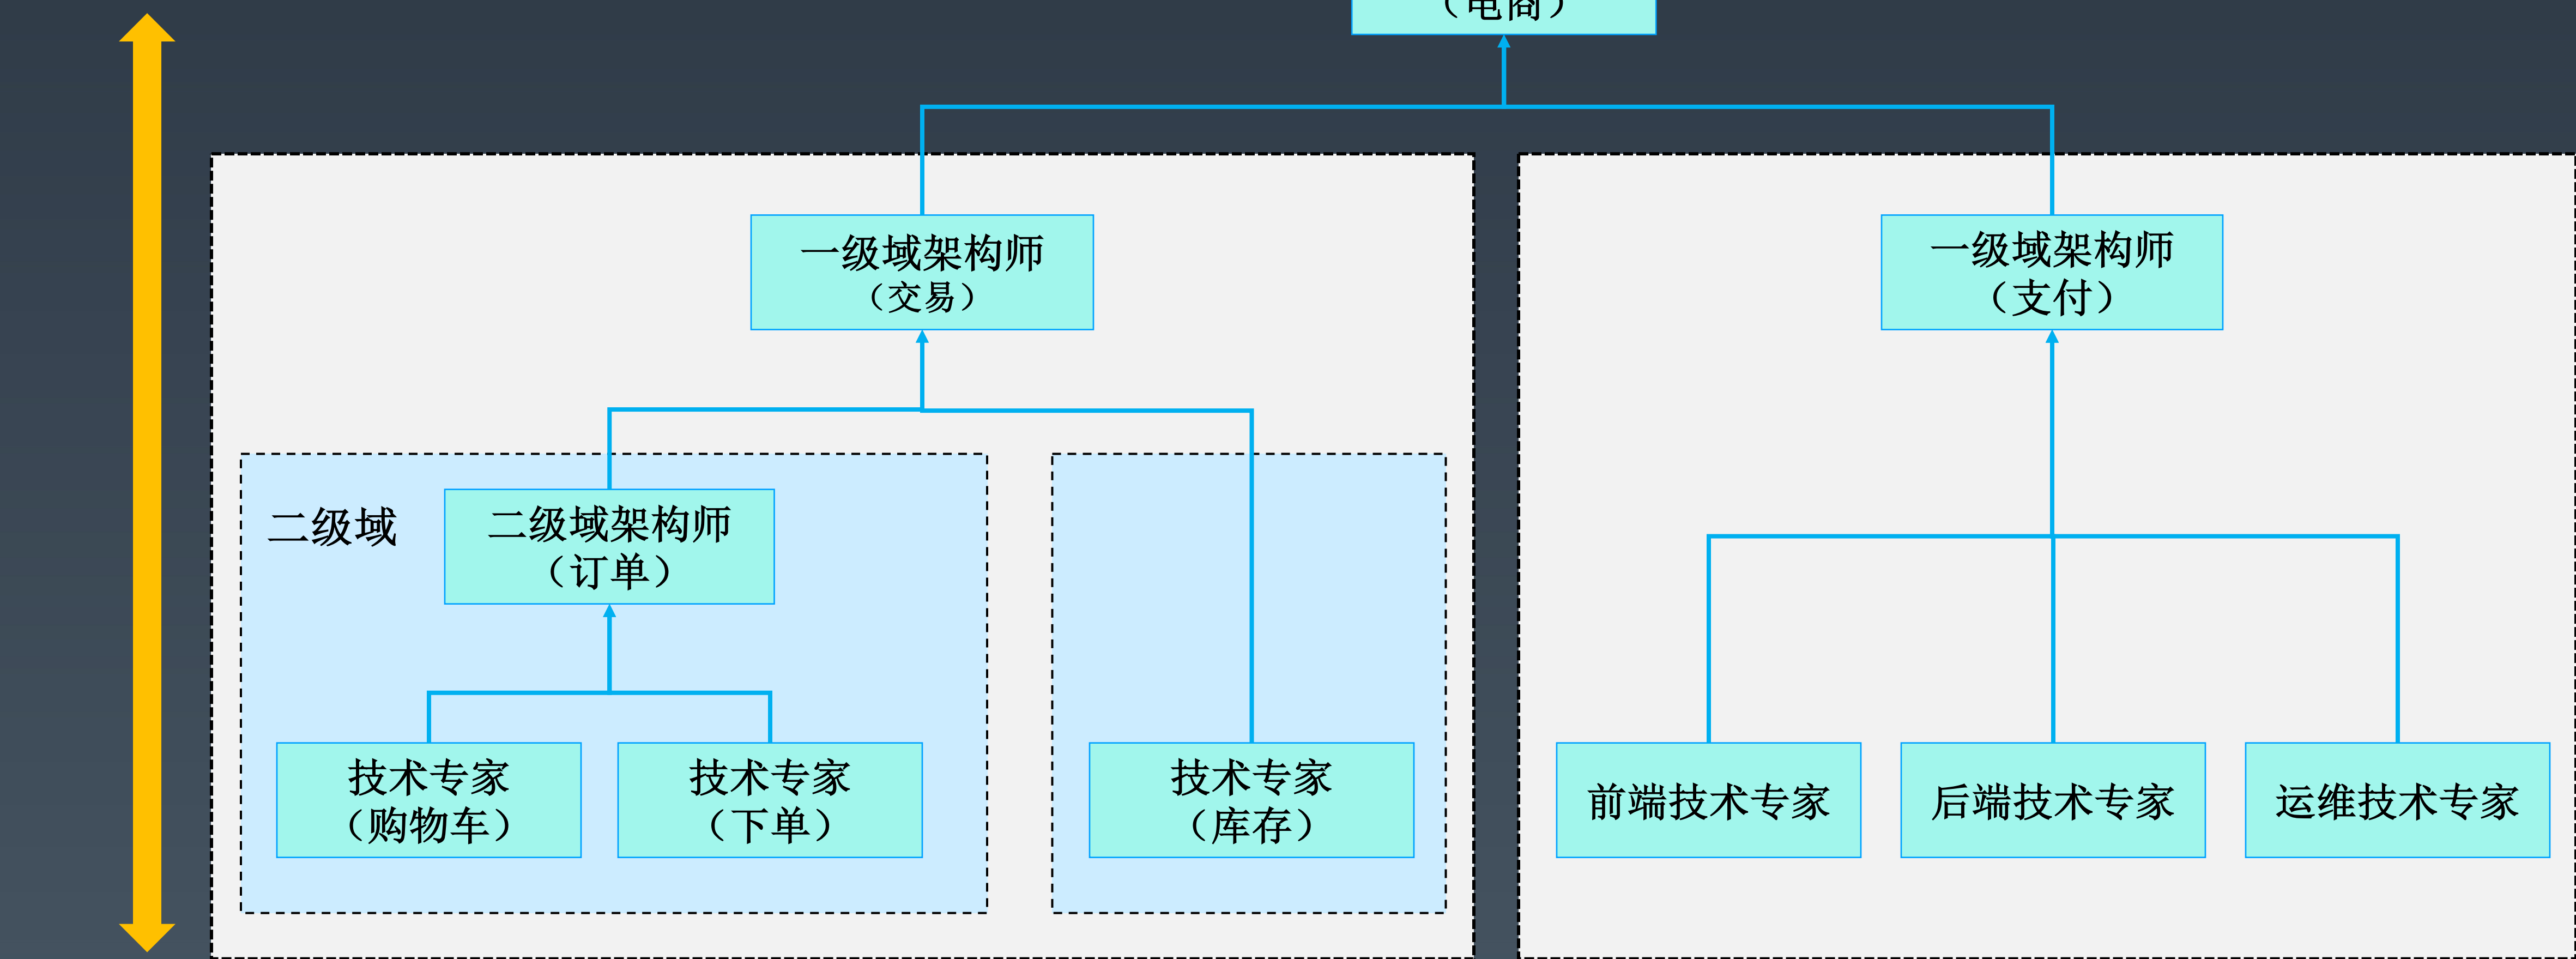 （电商）
一级域架构师
（交易）
一级域架构师
（支付）
二级域
二级域架构师
（订单）
技术专家
（购物车）
技术专家
（下单）
技术专家
（库存）
前端技术专家
后端技术专家
运维技术专家